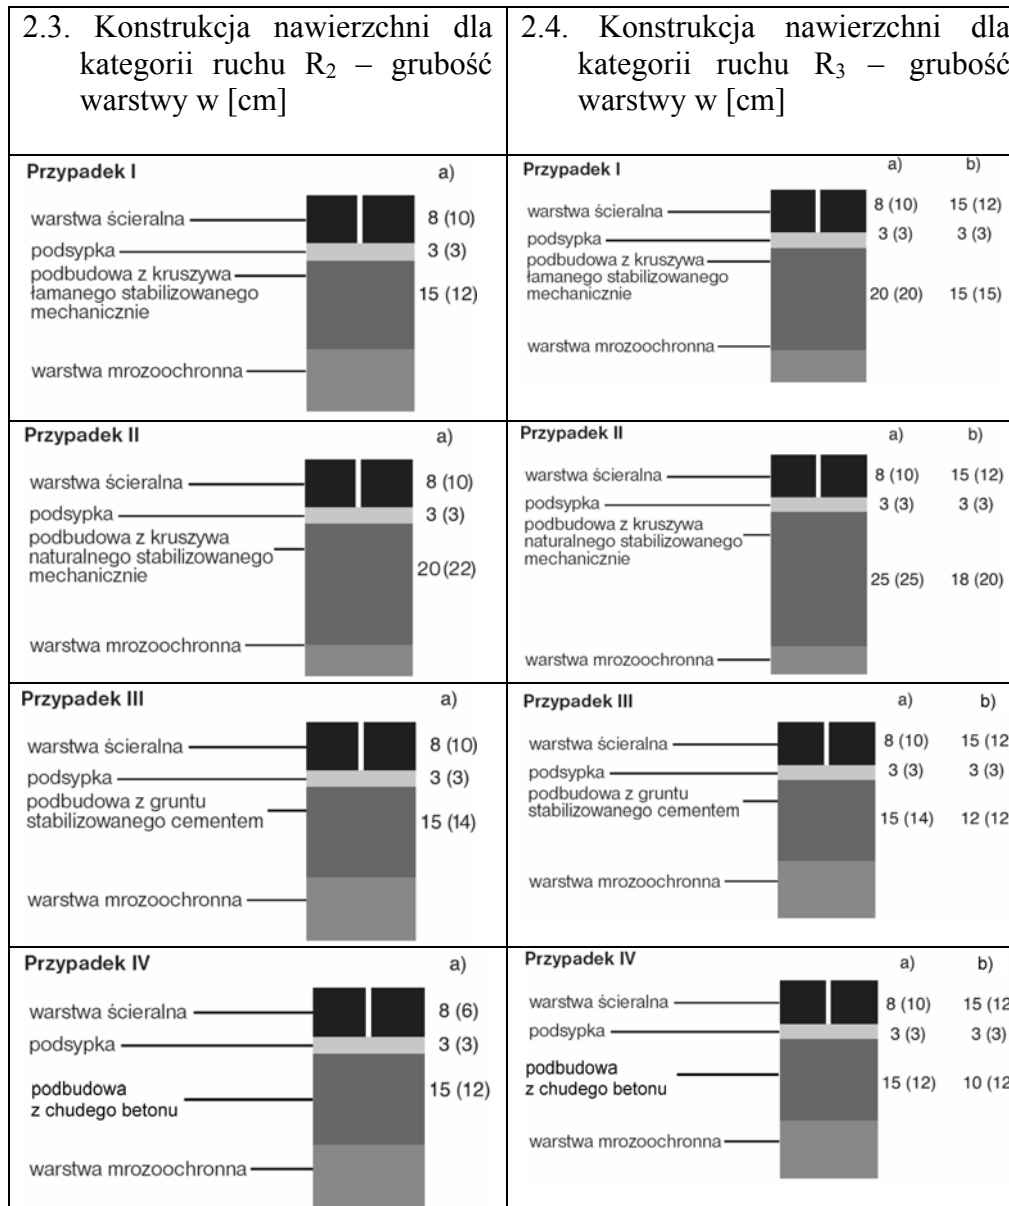 2.3. Konstrukcja nawierzchni dla
kategorii ruchu R₂ – grubość
warstwy w [cm]
2.4. Konstrukcja nawierzchni dla
kategorii ruchu R₃ – grubość
warstwy w [cm]
Przypadek I a)
warstwa ścieralna 8 (10)
podsypka 3 (3)
podbudowa z kruszywa
łamanego stabilizowanego 15 (12)
mechanicznie
warstwa mrozoochronna
Przypadek I a) b)
warstwa ścieralna 8 (10) 15 (12)
podsypka 3 (3) 3 (3)
podbudowa z kruszywa
łamanego stabilizowanego
mechanicznie 20 (20) 15 (15)
warstwa mrozoochronna
Przypadek II a)
warstwa ścieralna 8 (10)
podsypka 3 (3)
podbudowa z kruszywa
naturalnego stabilizowanego
mechanicznie 20 (22)
warstwa mrozoochronna
Przypadek II a) b)
warstwa ścieralna 8 (10) 15 (12)
podsypka 3 (3) 3 (3)
podbudowa z kruszywa
naturalnego stabilizowanego
mechanicznie
25 (25) 18 (20)
warstwa mrozoochronna
Przypadek III a)
warstwa ścieralna 8 (10)
podsypka 3 (3)
podbudowa z gruntu
stabilizowanego cementem 15 (14)
warstwa mrozoochronna
Przypadek III a) b)
warstwa ścieralna 8 (10) 15 (12
podsypka 3 (3) 3 (3)
podbudowa z gruntu
stabilizowanego cementem 15 (14) 12 (12
warstwa mrozoochronna
Przypadek IV a)
warstwa ścieralna 8 (6)
podsypka 3 (3)
podbudowa 15 (12)
z chudego betonu
warstwa mrozoochronna
Przypadek IV a) b)
warstwa ścieralna 8 (10) 15 (12
podsypka 3 (3) 3 (3)
podbudowa
z chudego betonu 15 (12) 10 (12
warstwa mrozoochronna